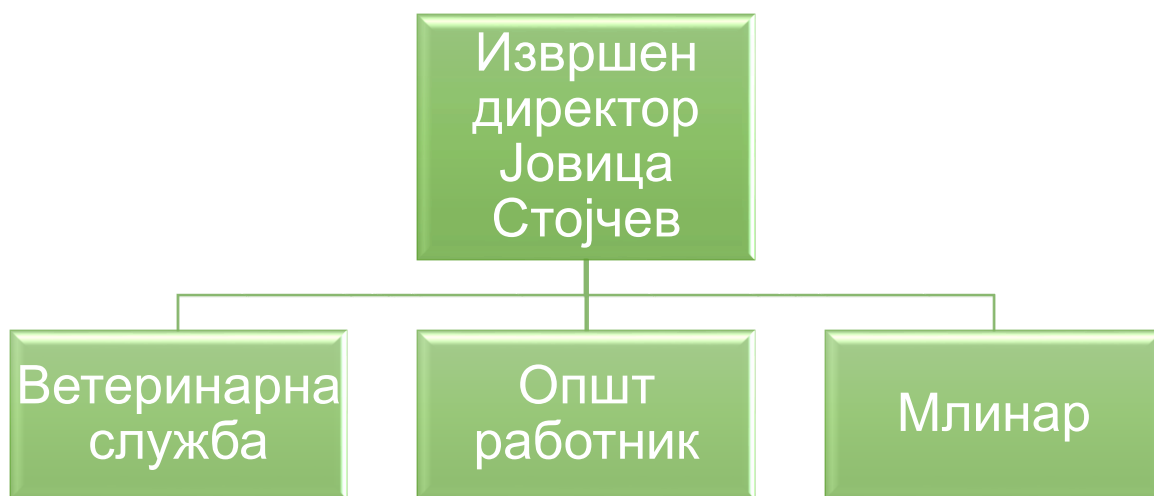 Извршен
директор
Јовица
Стојчев
Ветеринарна
служба
Општ
работник
Млинар